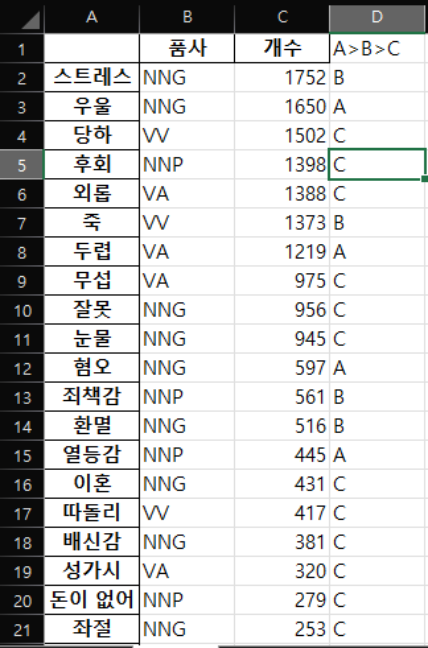 A B C D
1 품사 개수 A>B>C
2 스트레스 NNG 1752 B
3 우울 NNG 1650 A
4 당하 VV 1502 C
5 후회 NNP 1398 C
6 외롭 VA 1388 C
7 죽 VV 1373 B
8 두렵 VA 1219 A
9 무섭 VA 975 C
10 잘못 NNG 956 C
11 눈물 NNG 945 C
12 혐오 NNG 597 A
13 죄책감 NNP 561 B
14 환멸 NNG 516 B
15 열등감 NNP 445 A
16 이혼 NNG 431 C
17 따돌리 VV 417 C
18 배신감 NNG 381 C
19 성가시 VA 320 C
20 돈이 없어 NNP 279 C
21 좌절 NNG 253 C